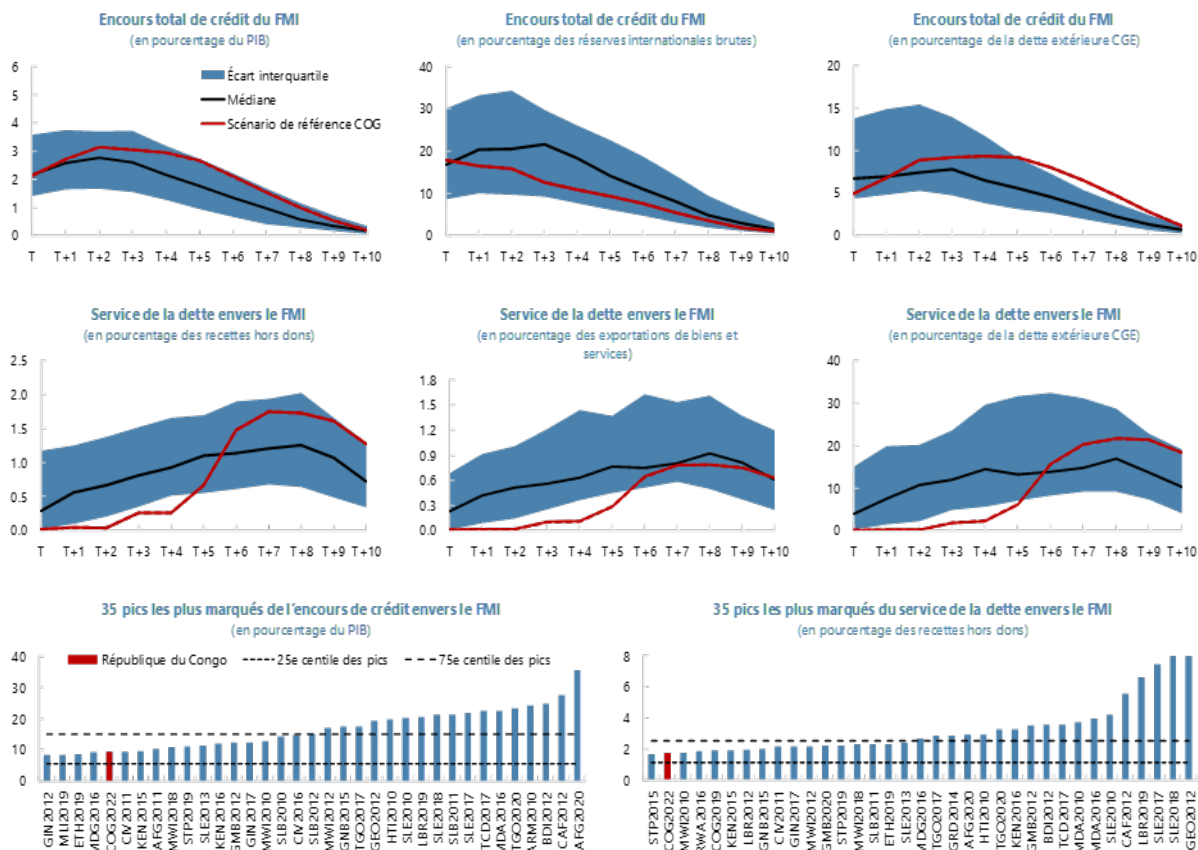 Encours total de crédit du FMI
(en pourcentage du PIB)
6
5
4
3
2
1
0
Écart interquartile
Médiane
Scénario de référence COG
T T+1 T+2 T+3 T+4 T+5 T+6 T+7 T+8 T+9 T+10
Encours total de crédit du FMI
(en pourcentage des réserves internationales brutes)
40
30
20
10
0
T T+1 T+2 T+3 T+4 T+5 T+6 T+7 T+8 T+9 T+10
Encours total de crédit du FMI
(en pourcentage de la dette extérieure CGE)
20
15
10
5
0
T T+1 T+2 T+3 T+4 T+5 T+6 T+7 T+8 T+9 T+10
Service de la dette envers le FMI
(en pourcentage des recettes hors dons)
2.5
2.0
1.5
1.0
0.5
0.0
T T+1 T+2 T+3 T+4 T+5 T+6 T+7 T+8 T+9 T+10
Service de la dette envers le FMI
(en pourcentage des exportations de biens et
services)
1.8
1.5
1.2
0.9
0.6
0.3
0.0
T T+1 T+2 T+3 T+4 T+5 T+6 T+7 T+8 T+9 T+10
Service de la dette envers le FMI
(en pourcentage de la dette extérieure CGE)
40
30
20
10
0
T T+1 T+2 T+3 T+4 T+5 T+6 T+7 T+8 T+9 T+10
35 pics les plus marqués de l'encours de crédit envers le FMI
(en pourcentage du PIB)
40
30
20
10
0
République du Congo 25e centile des pics 75e centile des pics
GIN2012
MLI2019
ETH2019
MDG2016
COG2022
CIV2011
KEN2015
AFG2011
MWI2018
STP2019
SLE2013
KEN2016
GMB2012
GIN2017
MWI2010
SLB2010
CIV2016
SLB2012
MWI2012
GNB2015
TGO2017
GEO2012
HTI2010
SLE2010
LBR2019
SLE2018
SLB2011
SLE2017
TCD2017
MDA2016
TGO2020
ARM2010
BDI2012
CAF2012
AFG2020
35 pics les plus marqués du service de la dette envers le FMI
(en pourcentage des recettes hors dons)
8
6
4
2
0
STP2015
COG2022
MWI2010
RWA2016
CIV2019
KEN2015
LBR2012
GNB2015
CIV2011
GIN2017
MWI2012
GMB2020
STP2019
SLB2011
ETH2019
SLE2013
MDG2016
TGO2017
GRD2014
AFG2020
HTI2010
TGO2020
KEN2016
GMB2012
BDI2012
TCD2017
MDA2010
MDA2016
SLE2010
CAF2012
LBR2019
SLE2017
SLE2018
GEO2012